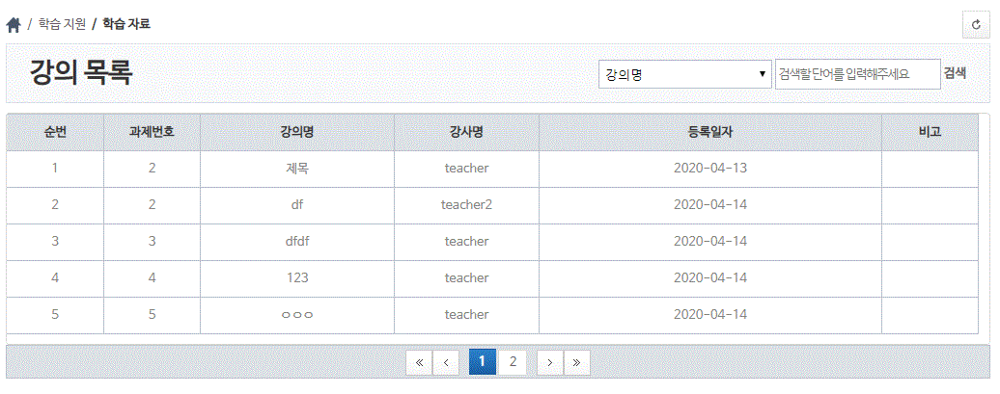 / 학습 지원 / 학습 자료
강의 목록
강의명 ▼ 검색할 단어를 입력해주세요 검색
순번 과제번호 강의명 강사명 등록일자 비고
1 2 제목 teacher 2020-04-13
2 2 df teacher2 2020-04-14
3 3 dfdf teacher 2020-04-14
4 4 123 teacher 2020-04-14
5 5 ㅇㅇㅇ teacher 2020-04-14
« ‹ 1 2 › »